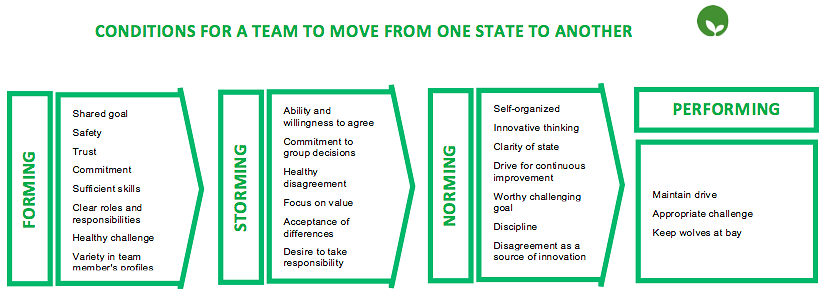 CONDITIONS FOR A TEAM TO MOVE FROM ONE STATE TO ANOTHER
FORMING
Shared goal
Safety
Trust
Commitment
Sufficient skills
Clear roles and
responsibilities
Healthy challenge
Variety in team
member's profiles
STORMING
Ability and
willingness to agree
Commitment to
group decisions
Healthy
disagreement
Focus on value
Acceptance of
differences
Desire to take
responsibility
NORMING
Self-organized
Innovative thinking
Clarity of state
Drive for continuous
improvement
Worthy challenging
goal
Discipline
Disagreement as a
source of innovation
PERFORMING
Maintain drive
Appropriate challenge
Keep wolves at bay